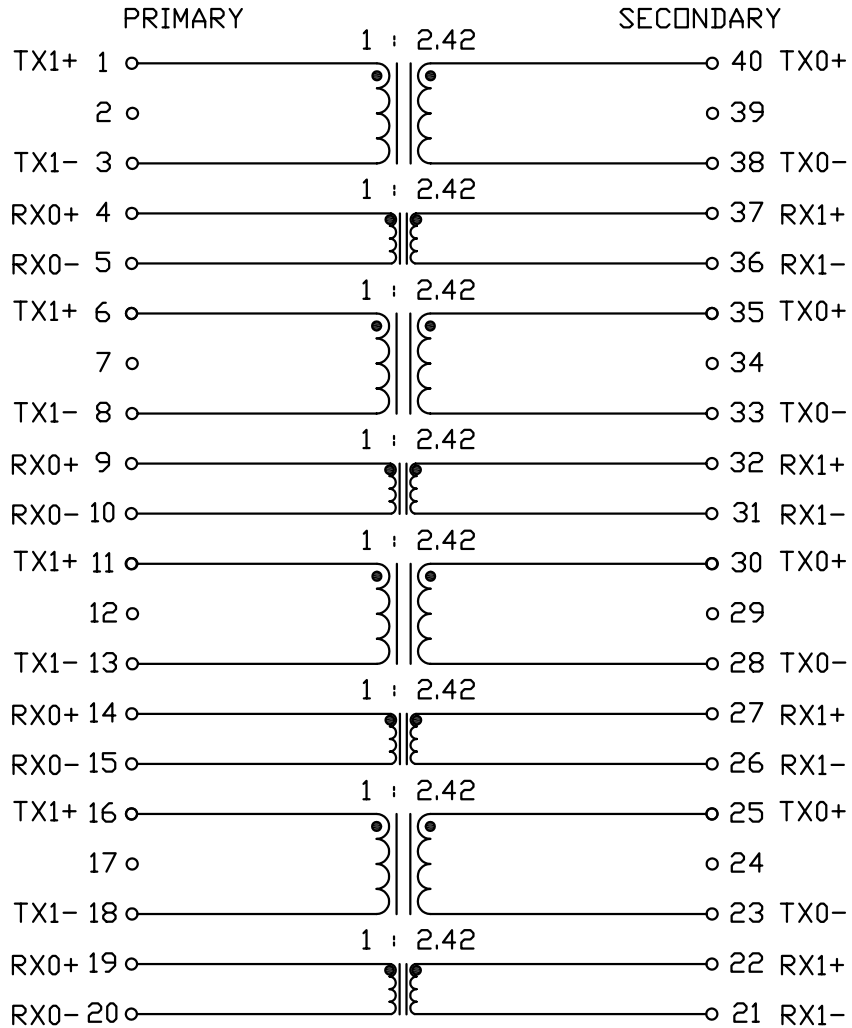 PRIMARY SECONDARY
1 : 2.42
TX1+ 1 40 TX0+
2 39
TX1- 3 38 TX0-
1 : 2.42
RX0+ 4 37 RX1+
RX0- 5 36 RX1-
1 : 2.42
TX1+ 6 35 TX0+
7 34
TX1- 8 33 TX0-
1 : 2.42
RX0+ 9 32 RX1+
RX0- 10 31 RX1-
1 : 2.42
TX1+ 11 30 TX0+
12 29
TX1- 13 28 TX0-
1 : 2.42
RX0+ 14 27 RX1+
RX0- 15 26 RX1-
1 : 2.42
TX1+ 16 25 TX0+
17 24
TX1- 18 23 TX0-
1 : 2.42
RX0+ 19 22 RX1+
RX0- 20 21 RX1-